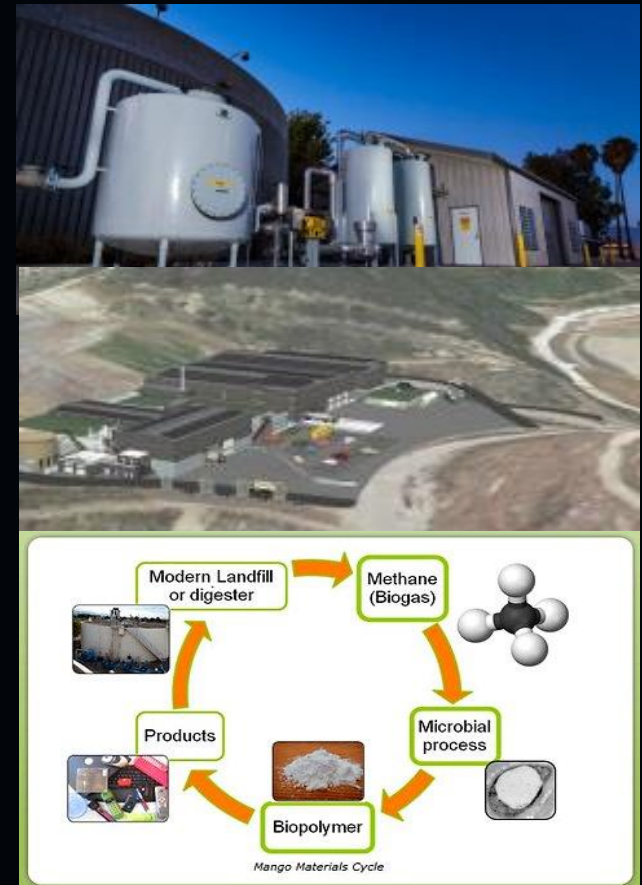 Modern Landfill
or digester
Methane
(Biogas)
Microbial
process
Biopolymer
Products
Mango Materials Cycle